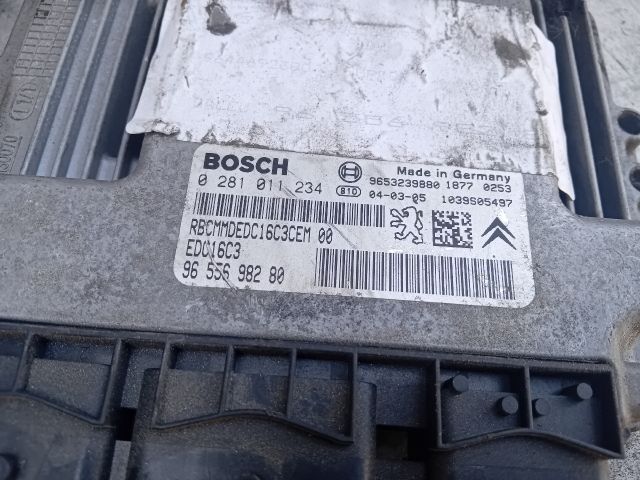 BOSCH
Made in Germany
9653239880 1877 0253
0 281 011 234 61D 04-03-05 1039S05497
RBCMMDEDC16C3CEM 00
EDC16C3
96 556 982 80